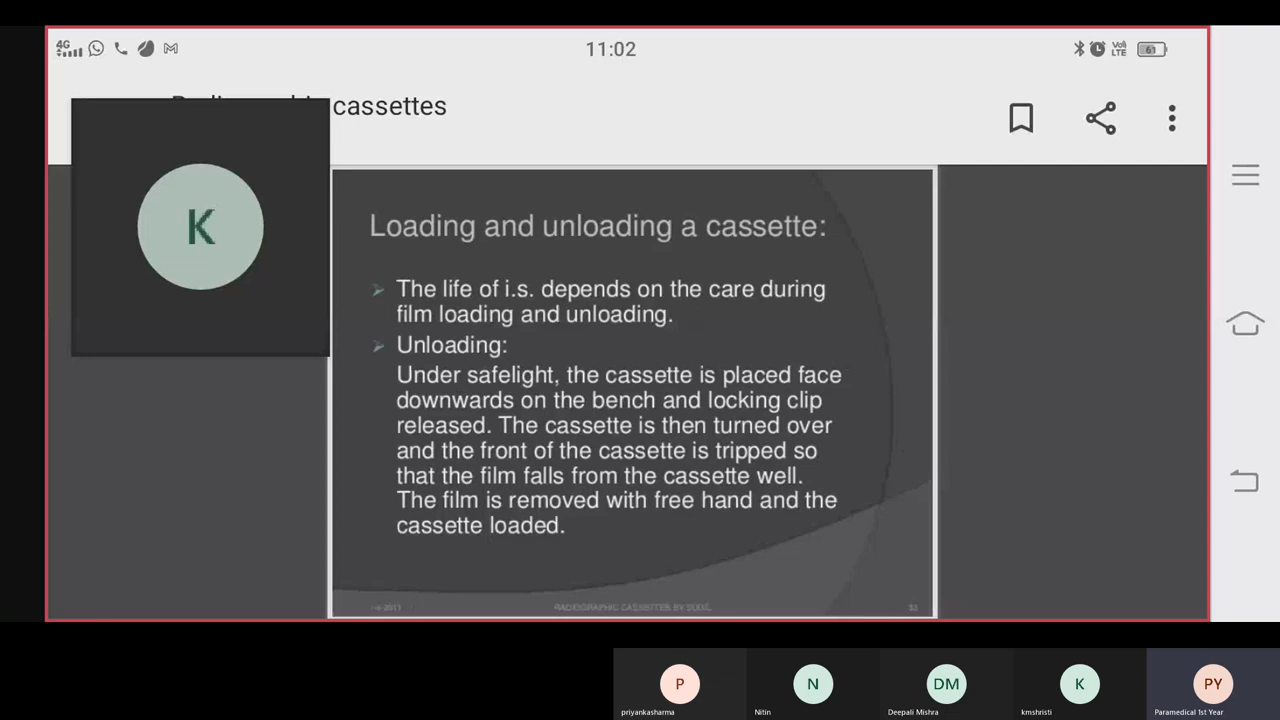 4G
11:02
Vol)
LTE
61
cassettes
K
Loading and unloading a cassette:
The life of i.s. depends on the care during
film loading and unloading.
Unloading:
Under safelight, the cassette is placed face
downwards on the bench and locking clip
released. The cassette is then turned over
and the front of the cassette is tripped so
that the film falls from the cassette well.
The film is removed with free hand and the
cassette loaded.
RADIOGRAPHIC CASSETTES BY
P
N
DM
K
PY
priyankasharma
Nitin
Deepali Mishra
kmshristi
Paramedical 1st Year